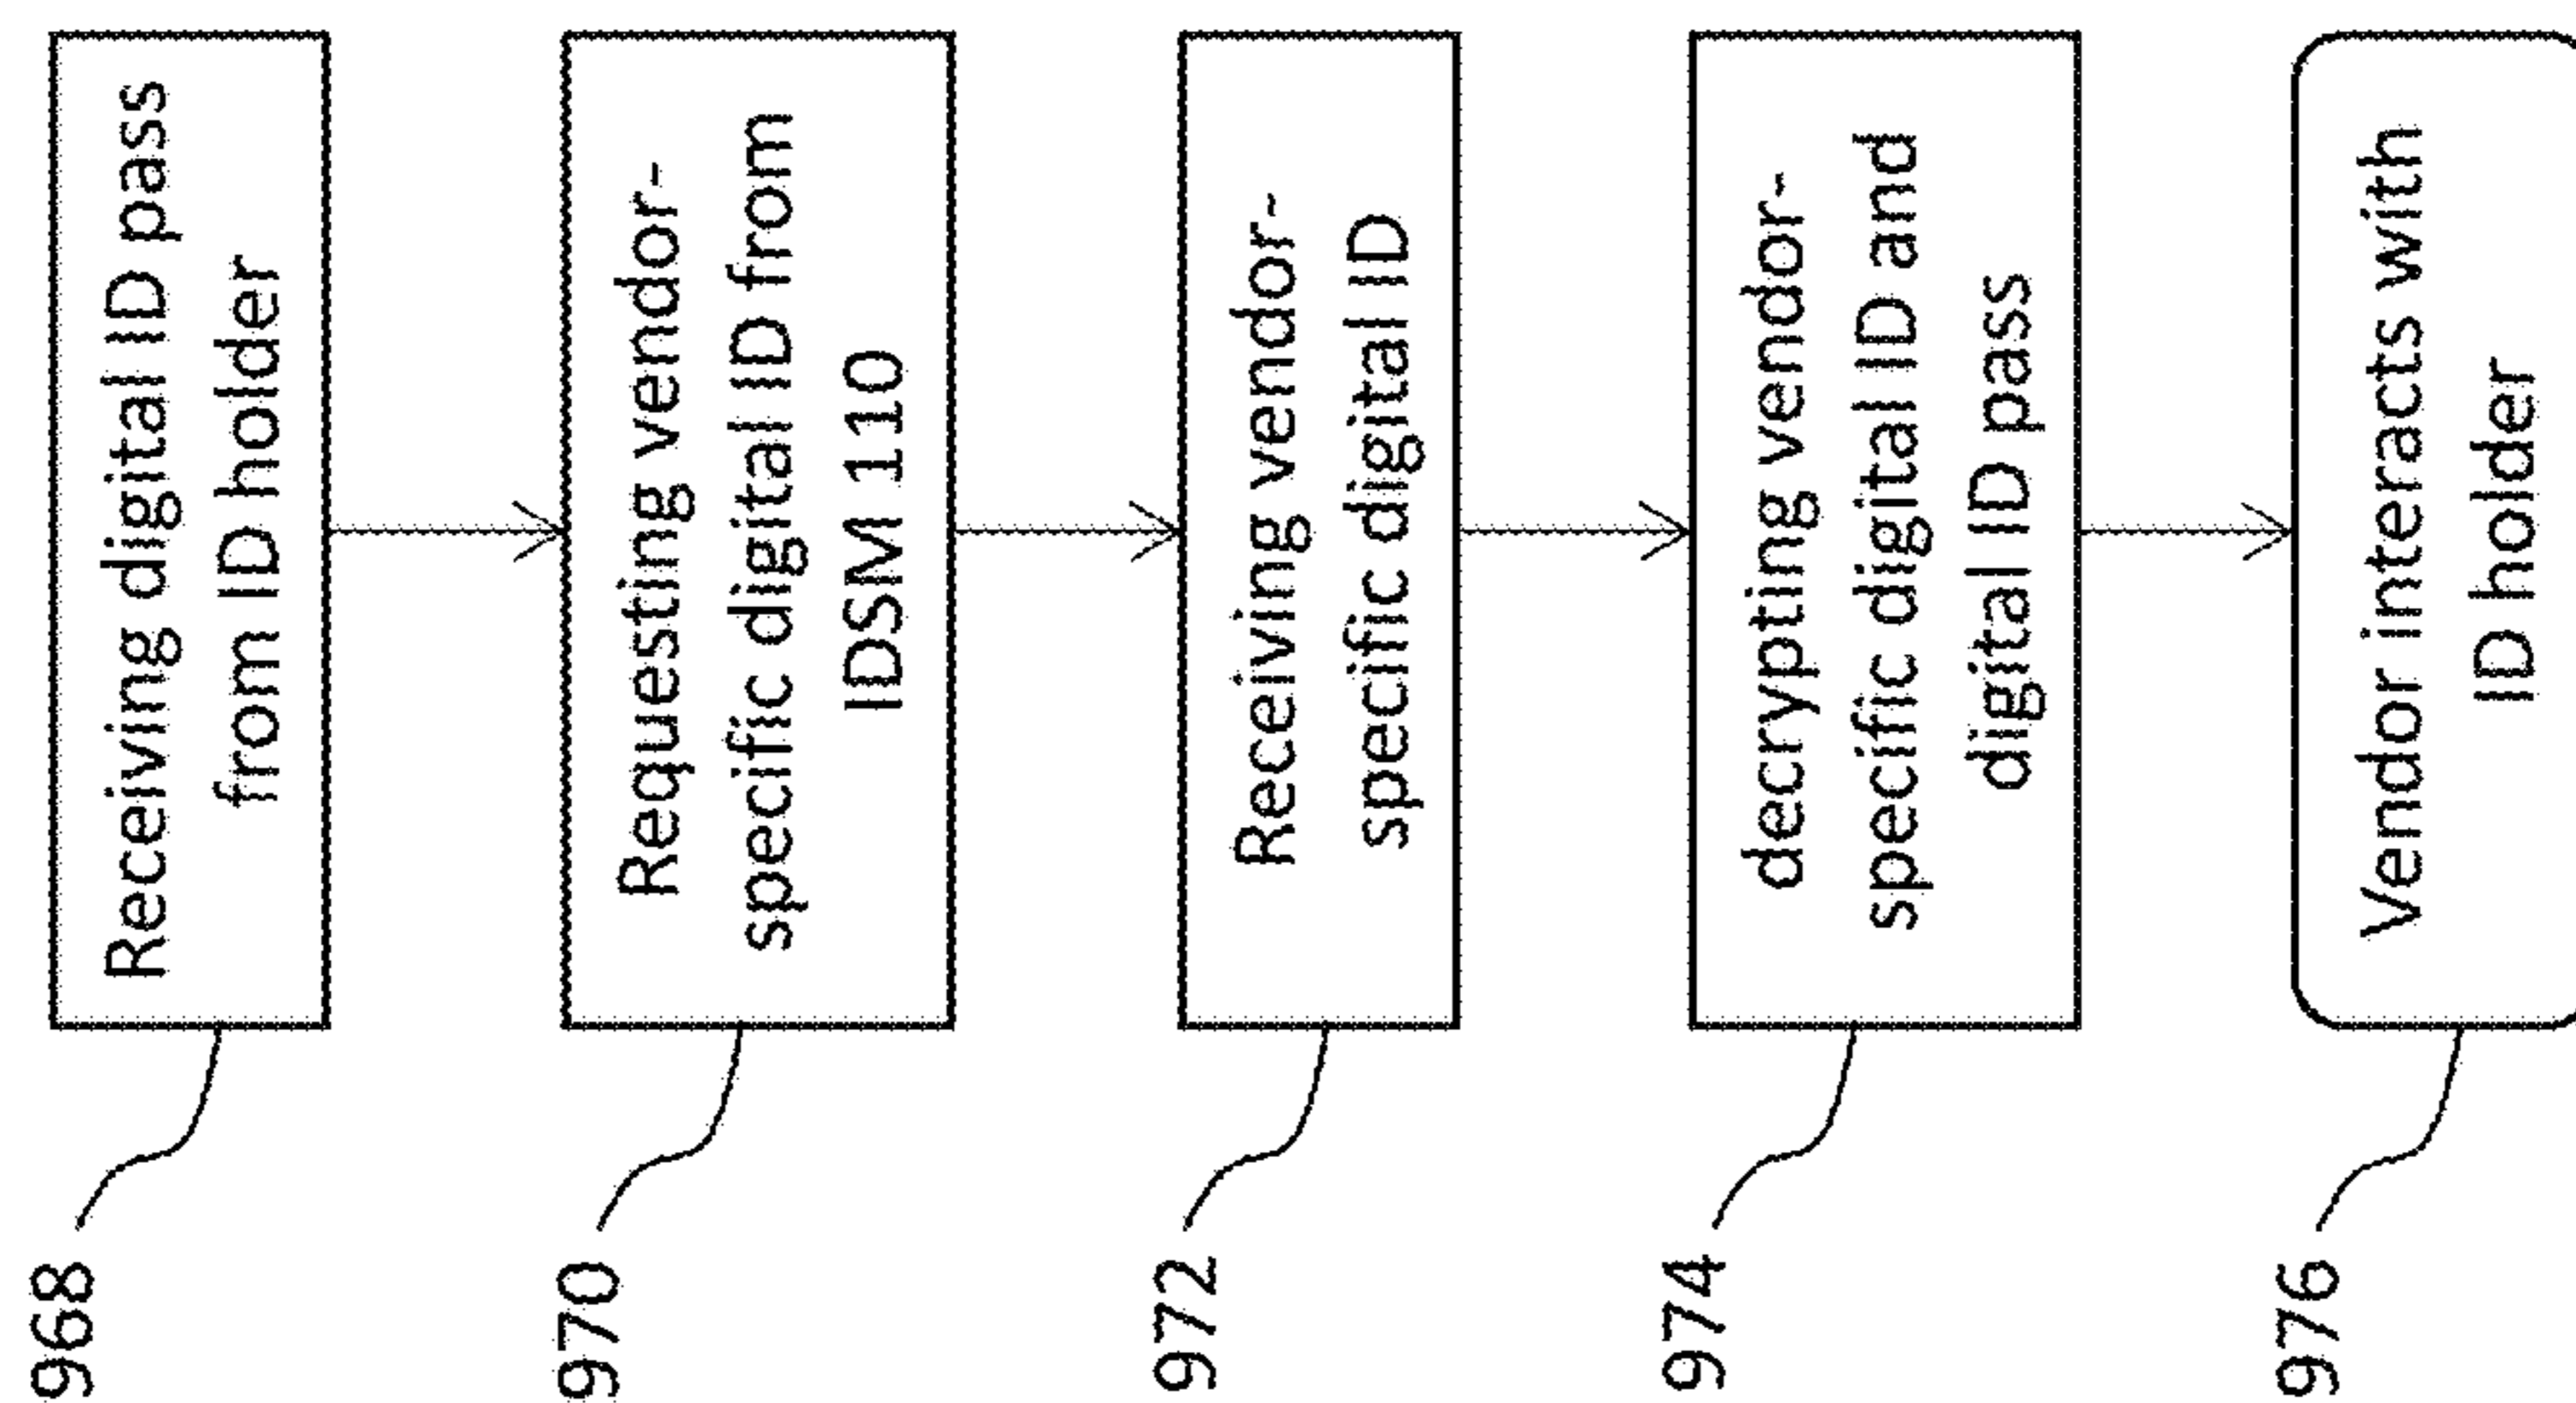 968
Receiving digital ID pass
from ID holder
970
Requesting vendor-
specific digital ID from
IDSM 110
972
Receiving vendor-
specific digital ID
974
decrypting vendor-
specific digital ID and
digital ID pass
976
Vendor interacts with
ID holder